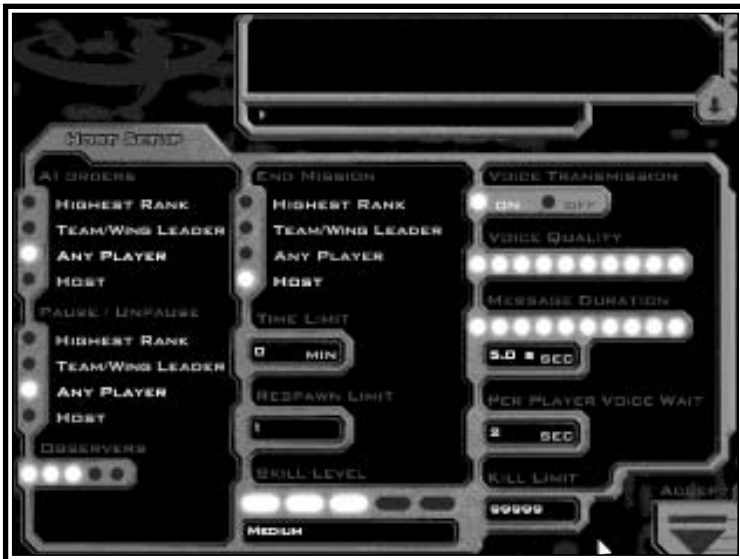 Host Setup
AI Orders
Highest Rank
Team/Wing Leader
Any Player
Host
Pause / Unpause
Highest Rank
Team/Wing Leader
Any Player
Host
Observers
End Mission
Highest Rank
Team/Wing Leader
Any Player
Host
Time Limit
0 Min
Respawn Limit
1
Skill Level
Medium
Voice Transmission
On Off
Voice Quality
Message Duration
5.0 Sec
Per Player Voice Wait
2 Sec
Kill Limit
99999
Accept